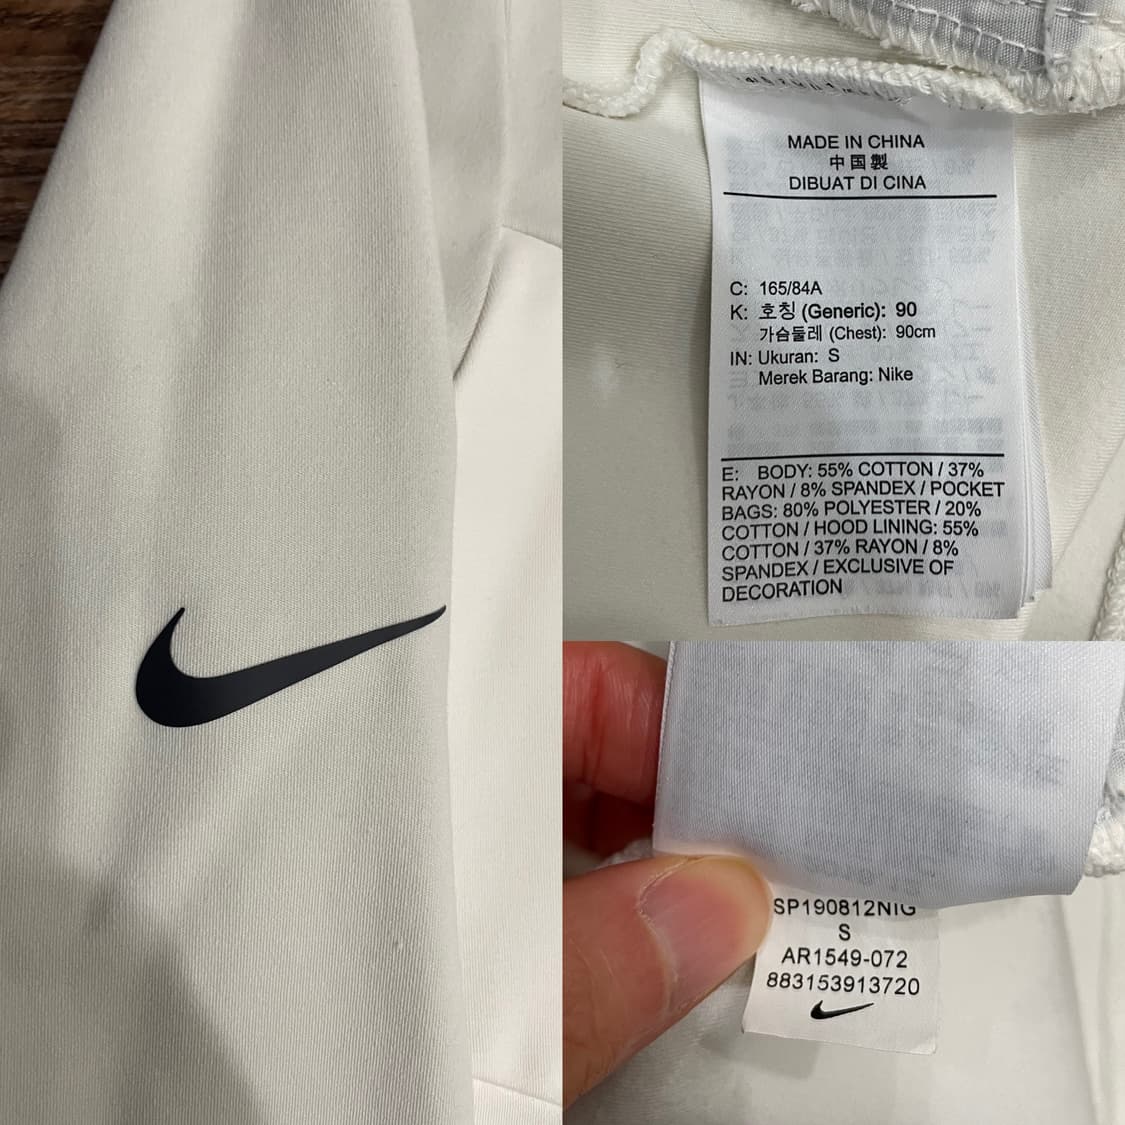 MADE IN CHINA
中国製
DIBUAT DI CINA
C: 165/84A
K: 호칭 (Generic): 90
가슴둘레 (Chest): 90cm
IN: Ukuran: S
Merek Barang: Nike
E: BODY: 55% COTTON / 37%
RAYON / 8% SPANDEX / POCKET
BAGS: 80% POLYESTER / 20%
COTTON / HOOD LINING: 55%
COTTON / 37% RAYON / 8%
SPANDEX / EXCLUSIVE OF
DECORATION
SP190812NIG
S
AR1549-072
883153913720